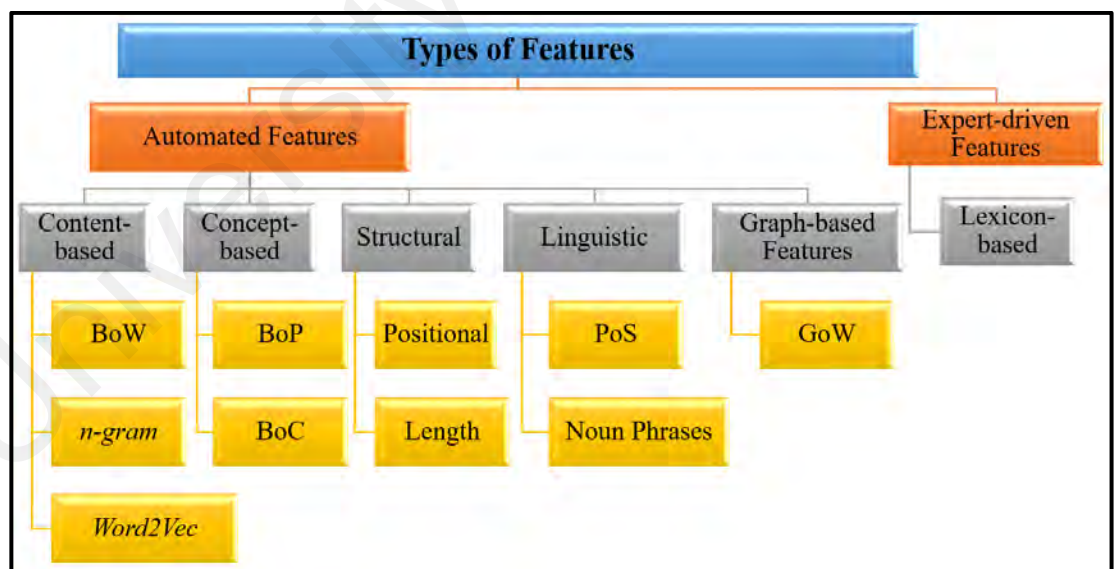 Types of Features
Automated Features
Expert-driven
Features
Content-
based
Concept-
based
Structural
Linguistic
Graph-based
Features
Lexicon-
based
BoW
BoP
Positional
PoS
GoW
n-gram
BoC
Length
Noun Phrases
Word2Vec
University